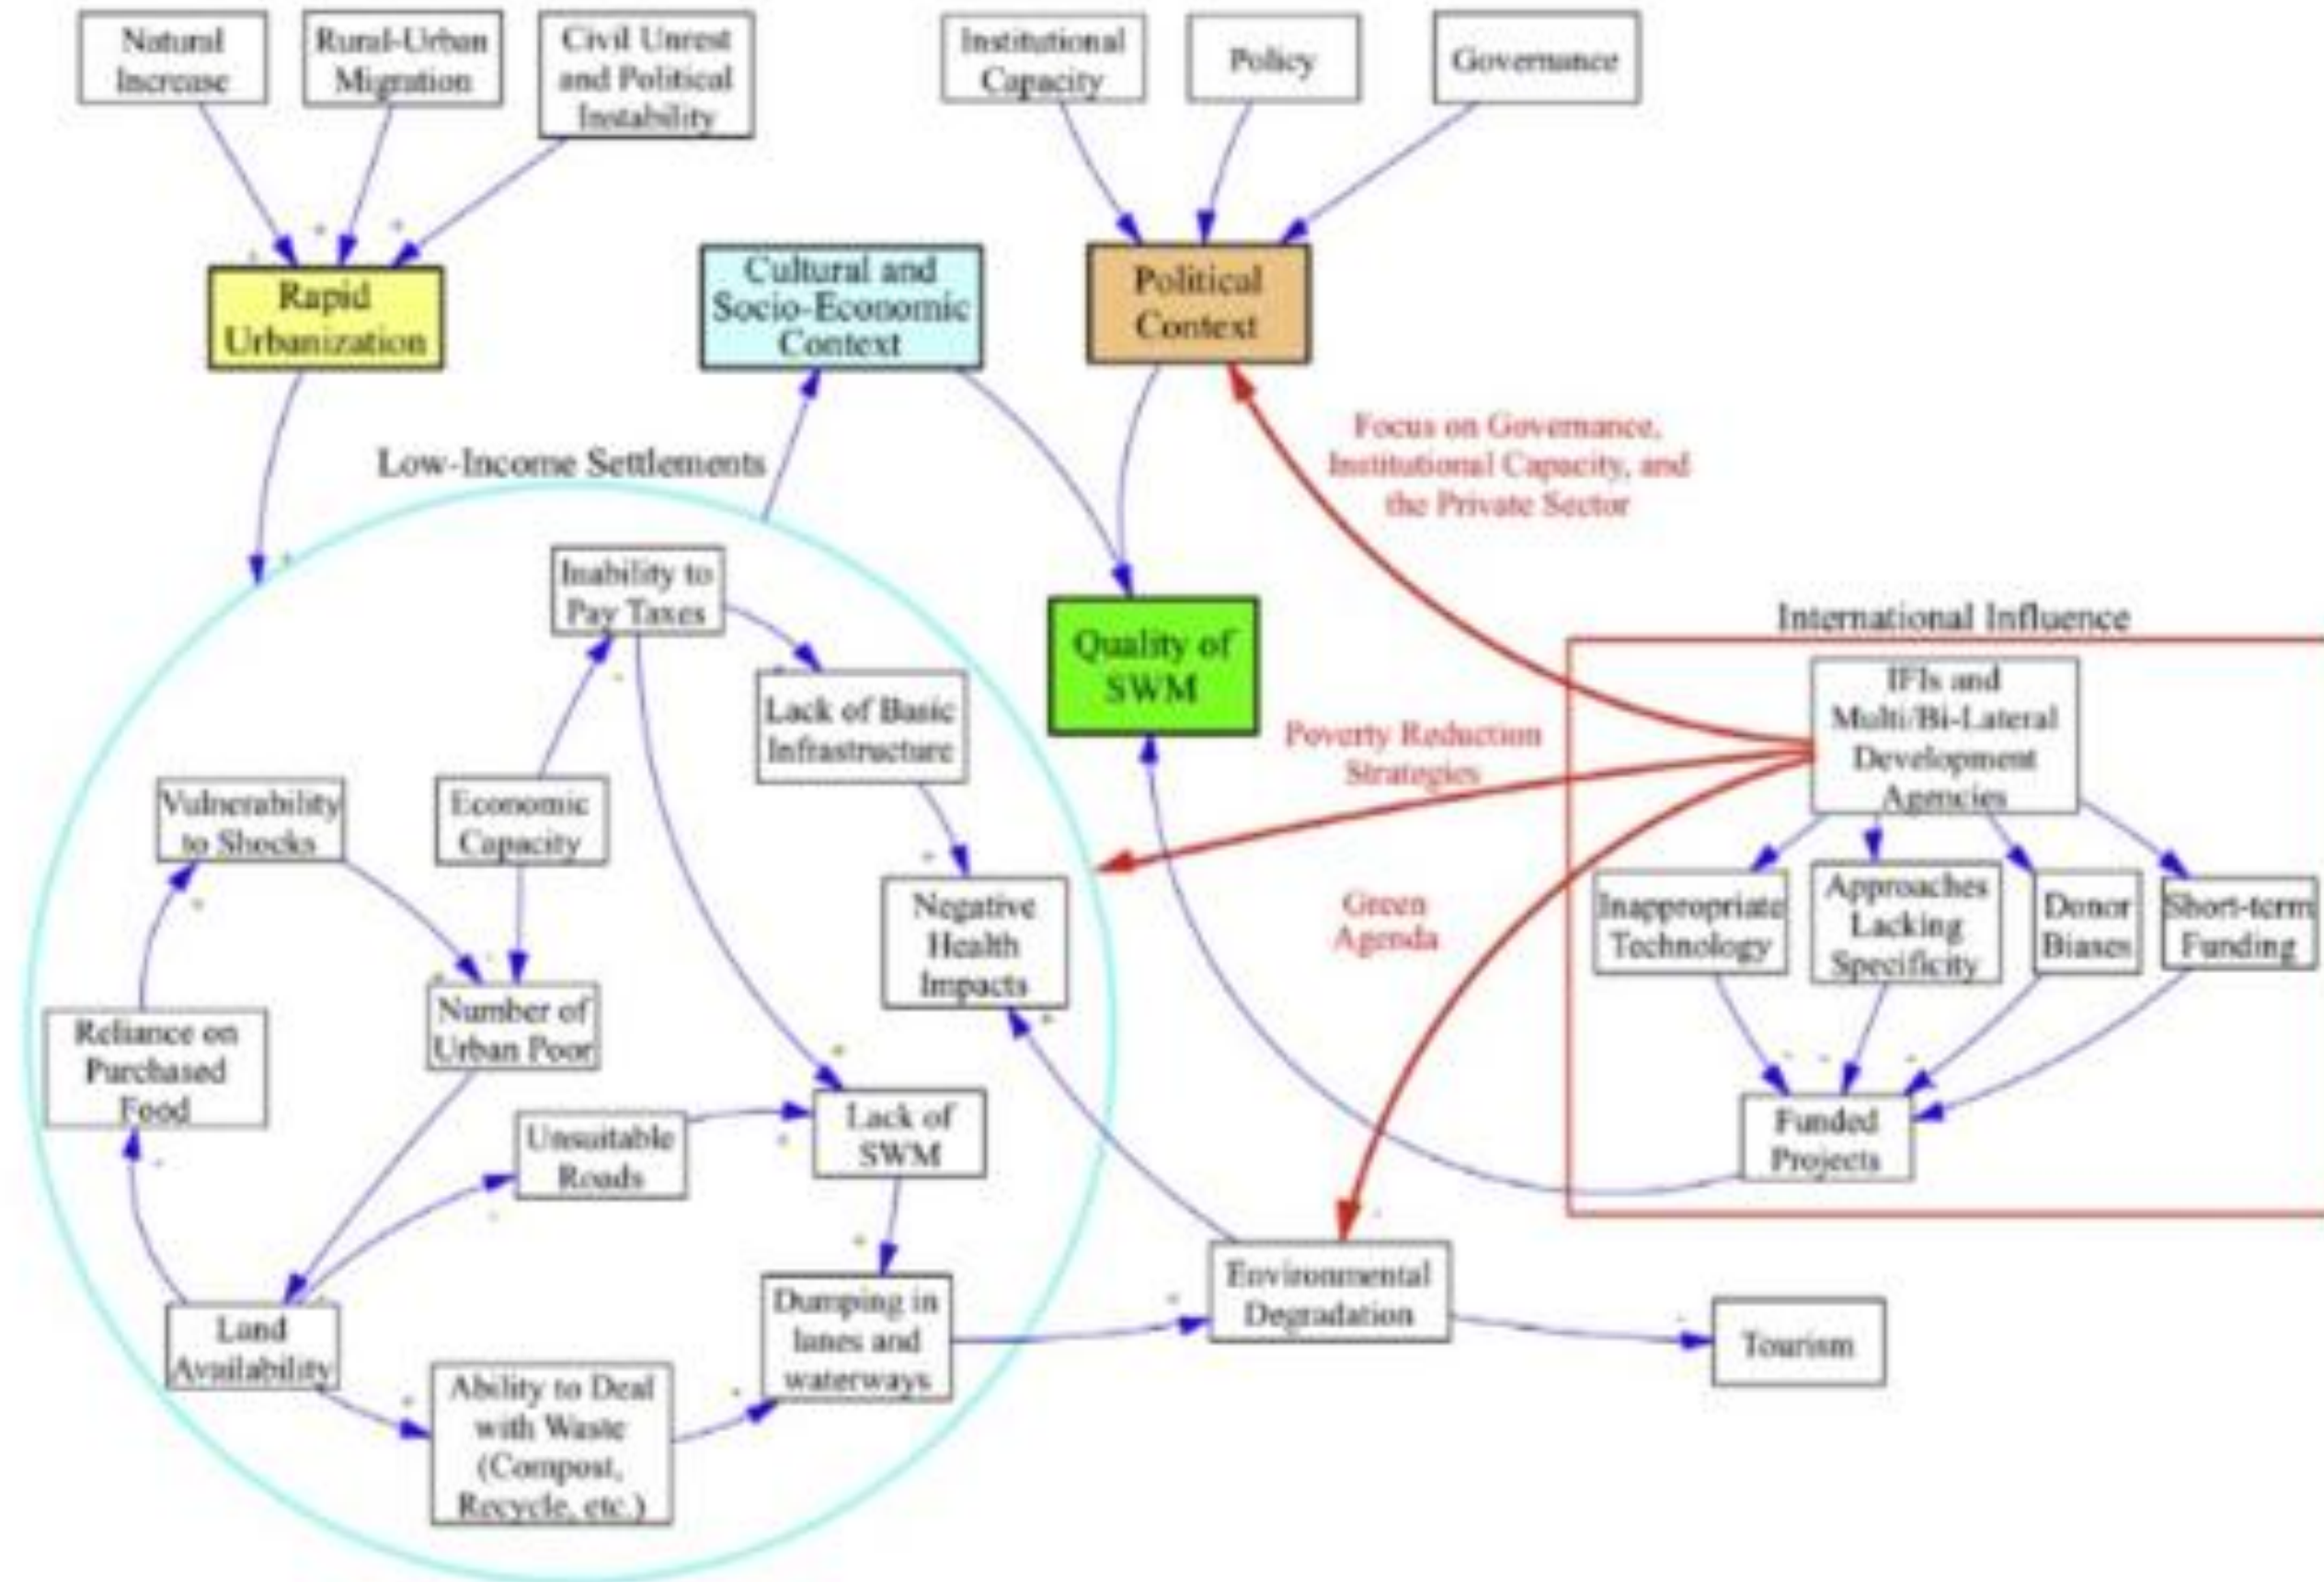 Natural
Increase
Rural-Urban
Migration
Civil Unrest
and Political
Instability
Institutional
Capacity
Policy
Governance
Rapid
Urbanization
Cultural and
Socio-Economic
Context
Political
Context
Focus on Governance,
Institutional Capacity, and
the Private Sector
Low-Income Settlements
Inability to
Pay Taxes
Quality of
SWM
International Influence
IFIs and
Multi/Bi-Lateral
Development
Agencies
Lack of Basic
Infrastructure
Poverty Reduction
Strategies
Vulnerability
to Shocks
Economic
Capacity
Negative
Health
Impacts
Green
Agenda
Inappropriate
Technology
Approaches
Lacking
Specificity
Donor
Biases
Short-term
Funding
Reliance on
Purchased
Food
Number of
Urban Poor
Unsuitable
Roads
Lack of
SWM
Funded
Projects
Land
Availability
Dumping in
lanes and
waterways
Environmental
Degradation
Tourism
Ability to Deal
with Waste
(Compost,
Recycle, etc.)